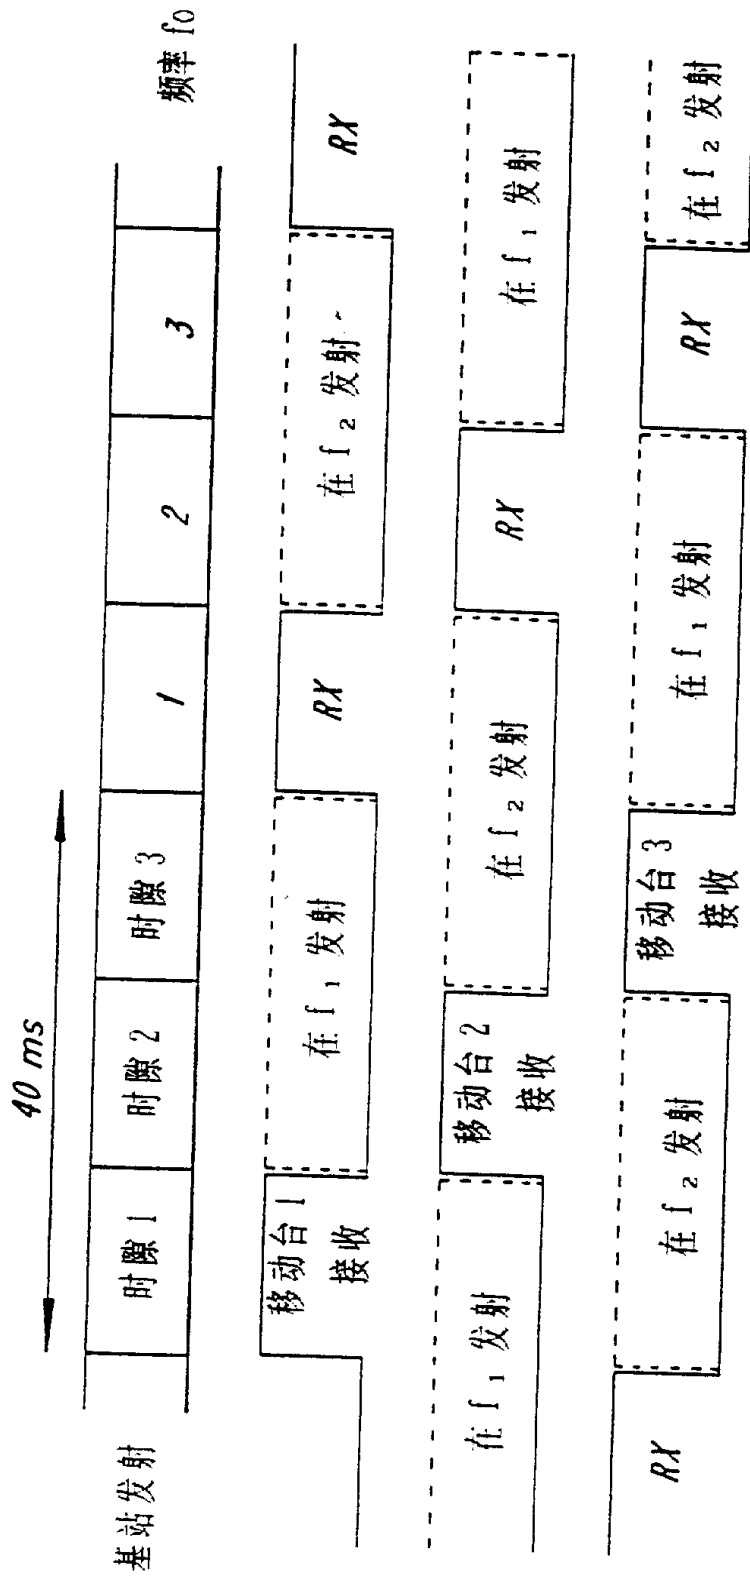 40 ms
基站发射
时隙 1
时隙 2
时隙 3
1
2
3
频率 f0
移动台 1
接收
在 f1 发射
RX
在 f2 发射
RX
在 f1 发射
移动台 2
接收
在 f2 发射
RX
在 f1 发射
RX
在 f2 发射
移动台 3
接收
在 f1 发射
RX
在 f2 发射